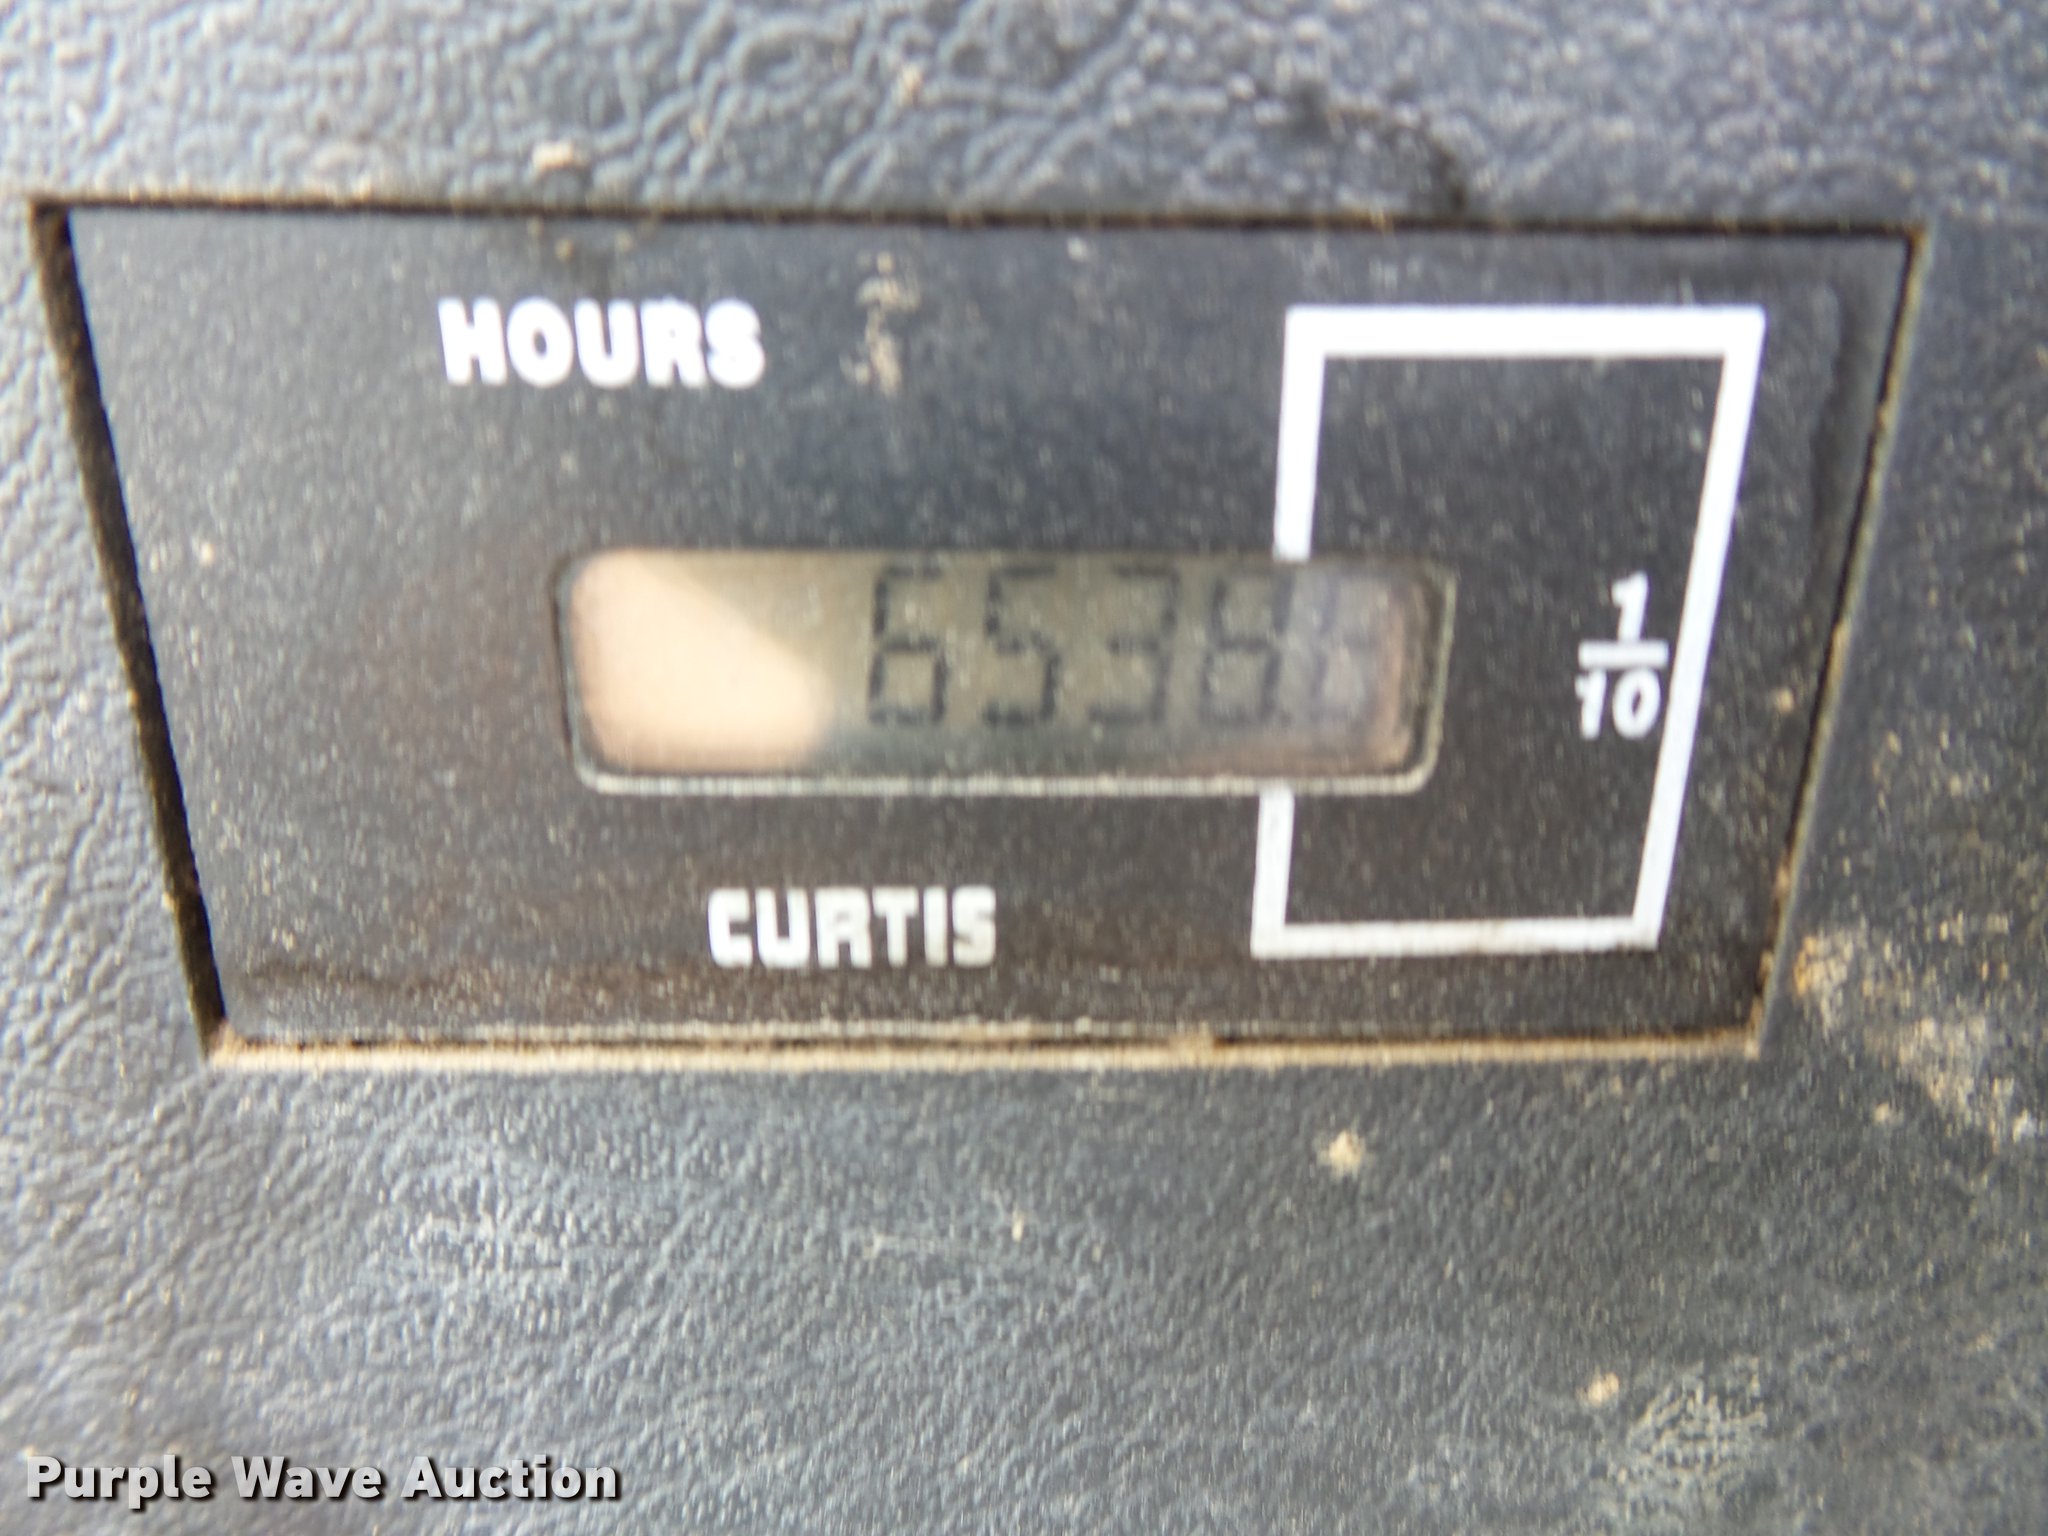 HOURS
6538
1
10
CURTIS
Purple Wave Auction